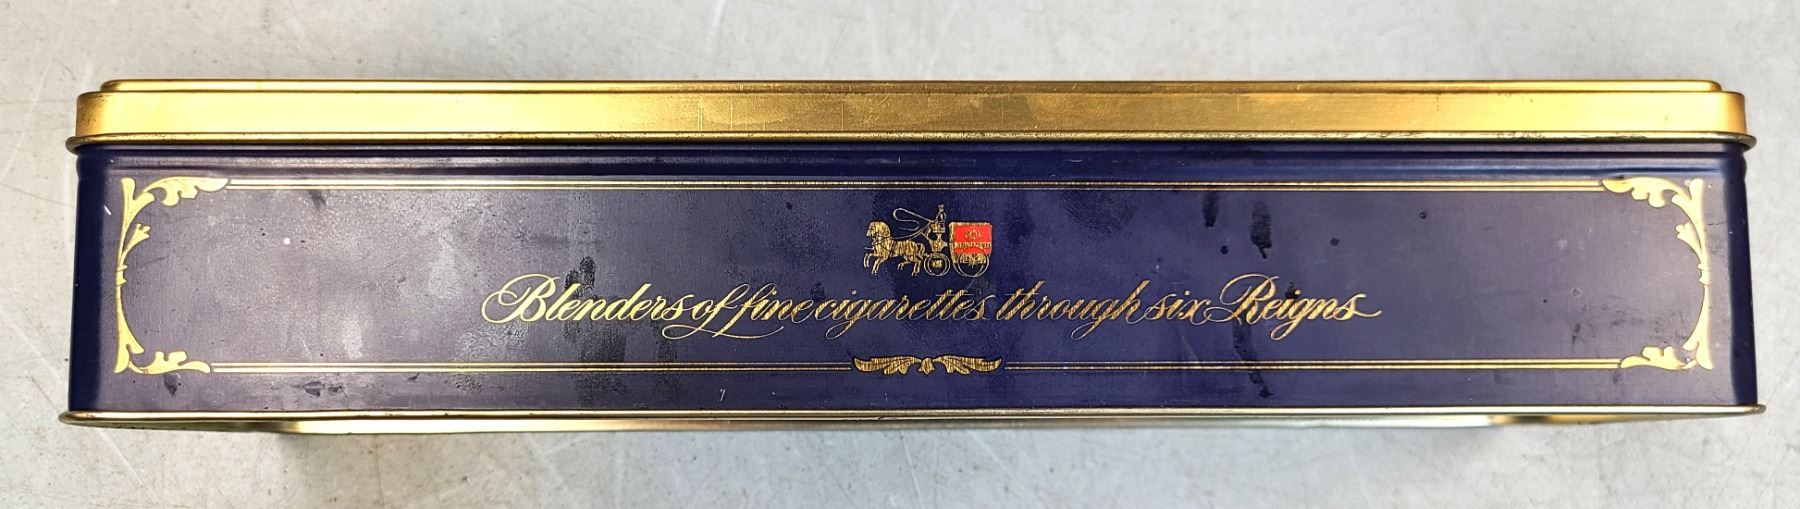 Blenders of fine cigarettes through six Reigns